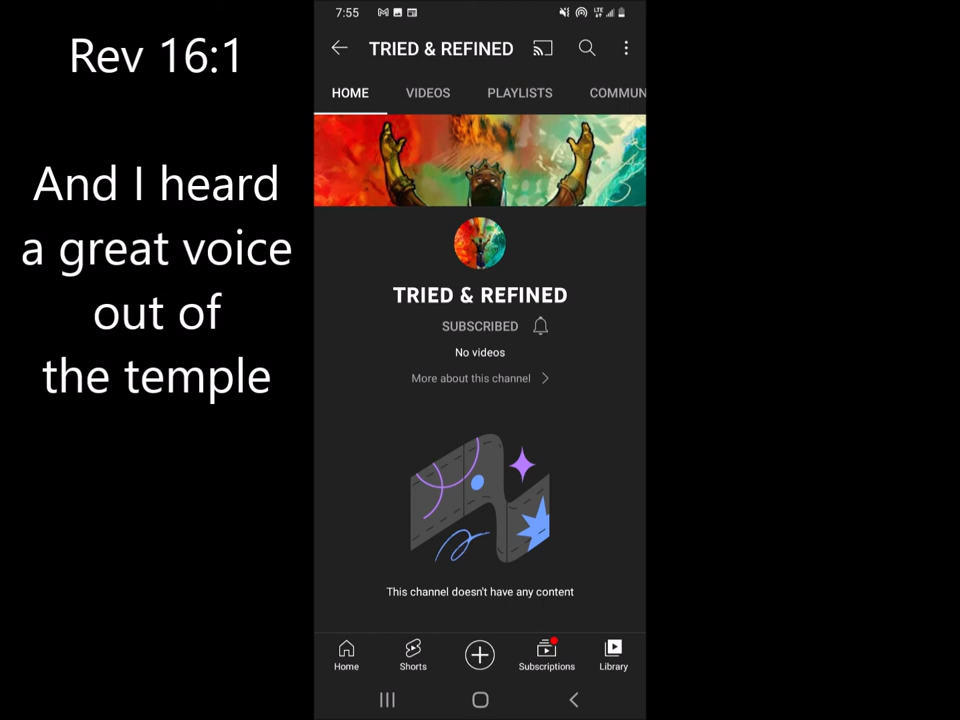 Rev 16:1
And I heard
a great voice
out of
the temple
7:55
LTE
TRIED & REFINED
HOME VIDEOS PLAYLISTS COMMUN
TRIED & REFINED
SUBSCRIBED
No videos
More about this channel
This channel doesn't have any content
Home Shorts Subscriptions Library